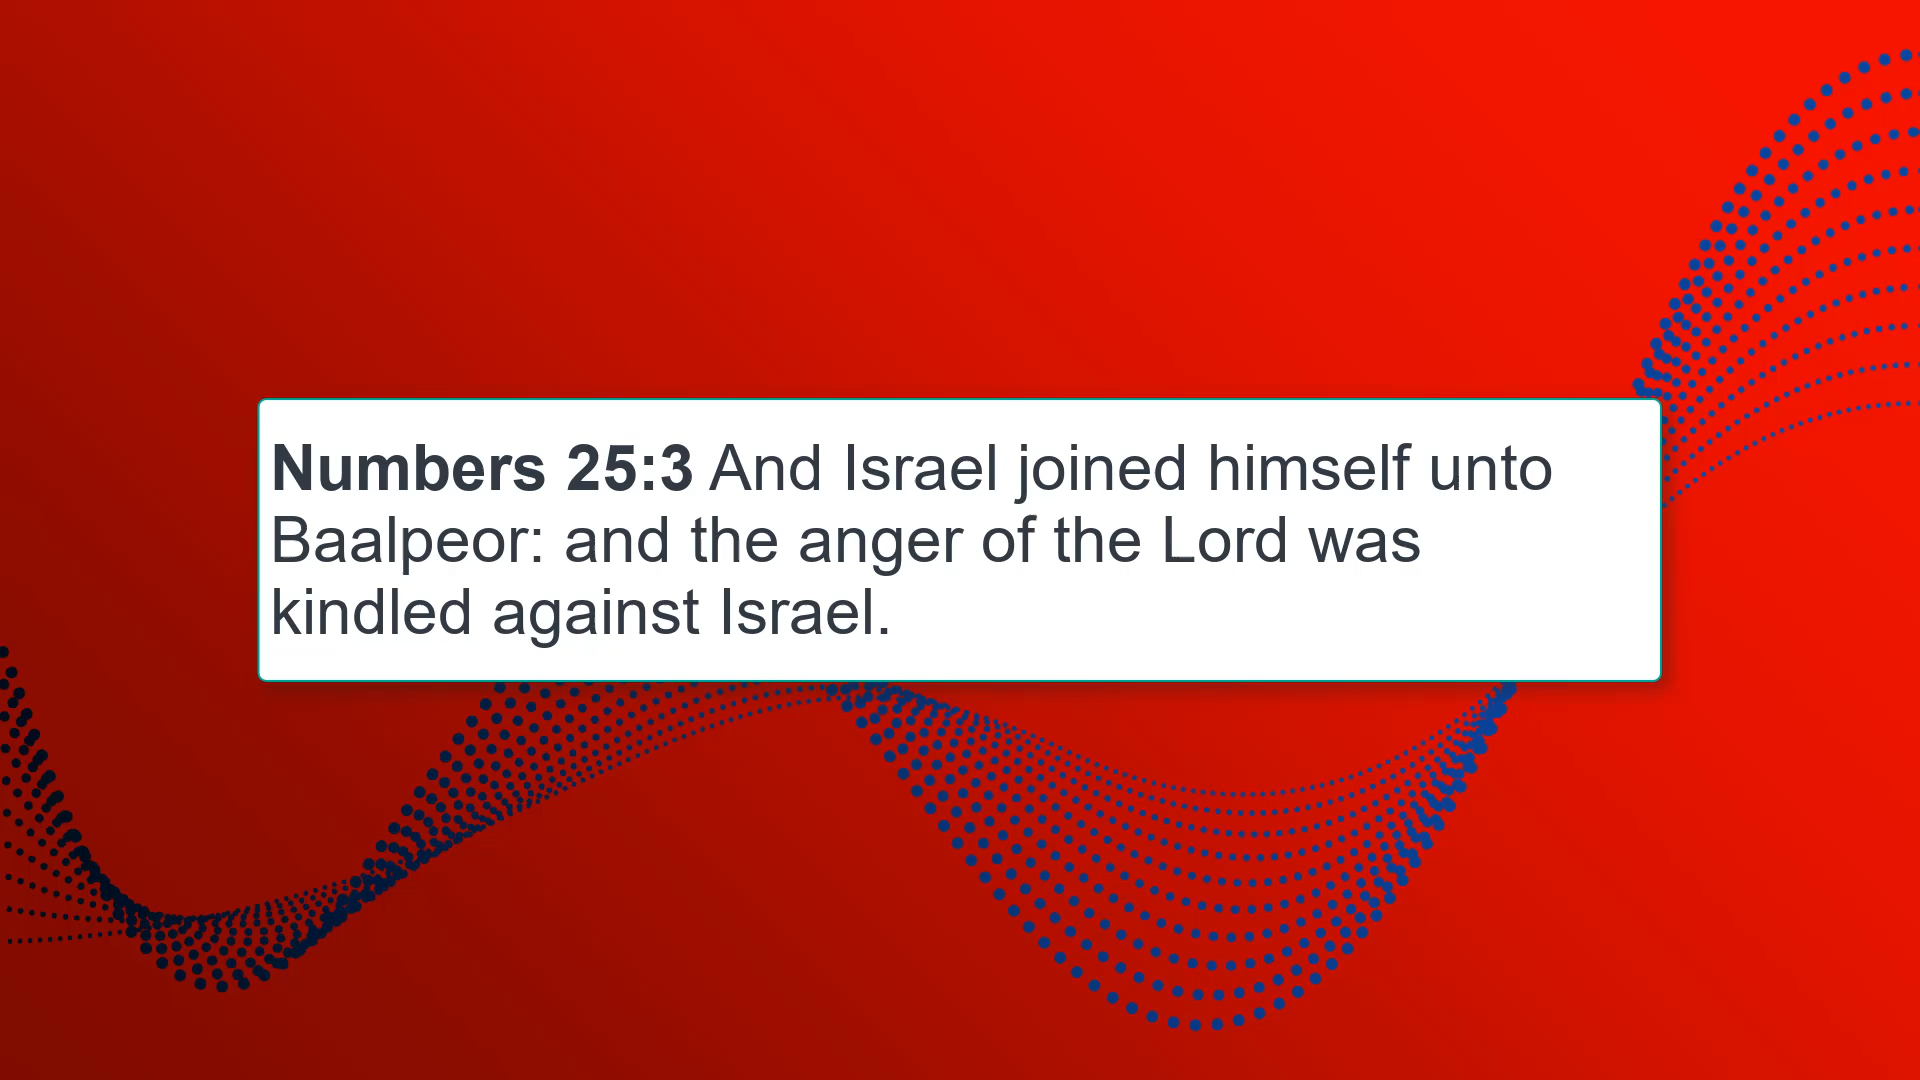 Numbers 25:3 And Israel joined himself unto
Baalpeor: and the anger of the Lord was
kindled against Israel.